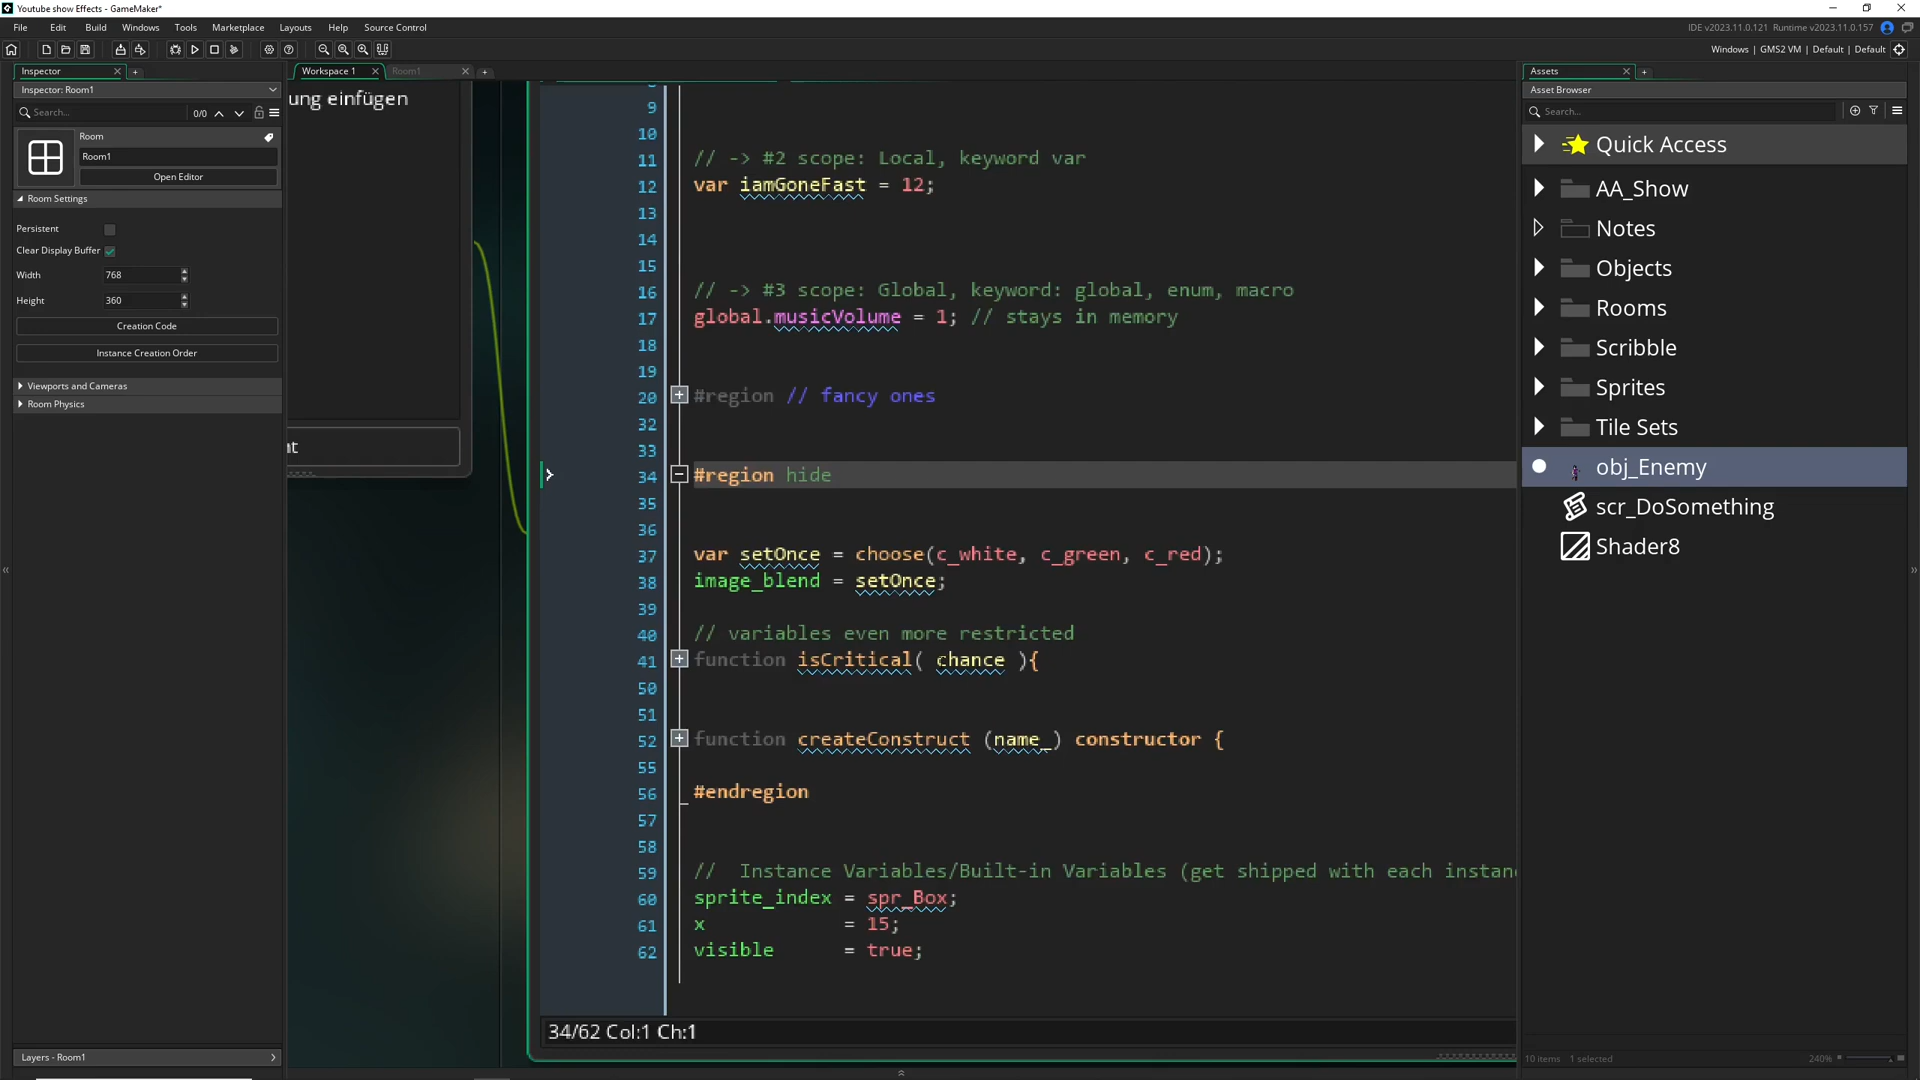 Youtube show Effects - GameMaker*
File Edit Build Windows Tools Marketplace Layouts Help Source Control
IDE v2023.11.0.121 Runtime v2023.11.0.157
Windows | GMS2 VM | Default | Default
Inspector
Inspector: Room1
Search... 0/0
Room
Room1
Open Editor
Room Settings
Persistent
Clear Display Buffer
Width 768
Height 360
Creation Code
Instance Creation Order
Viewports and Cameras
Room Physics
Layers - Room1
Workspace 1
Room1
ung einfügen
nt
9
10
11 // -> #2 scope: Local, keyword var
12 var iamGoneFast = 12;
13
14
15
16 // -> #3 scope: Global, keyword: global, enum, macro
17 global.musicVolume = 1; // stays in memory
18
19
20 #region // fancy ones
32
33
34 #region hide
35
36
37 var setOnce = choose(c_white, c_green, c_red);
38 image_blend = setOnce;
39
40 // variables even more restricted
41 function isCritical( chance ){
50
51
52 function createConstruct (name_) constructor {
55
56 #endregion
57
58
59 // Instance Variables/Built-in Variables (get shipped with each instan
60 sprite_index = spr_Box;
61 x = 15;
62 visible = true;
34/62 Col:1 Ch:1
Assets
Asset Browser
Search...
Quick Access
AA_Show
Notes
Objects
Rooms
Scribble
Sprites
Tile Sets
obj_Enemy
scr_DoSomething
Shader8
10 items 1 selected 240%